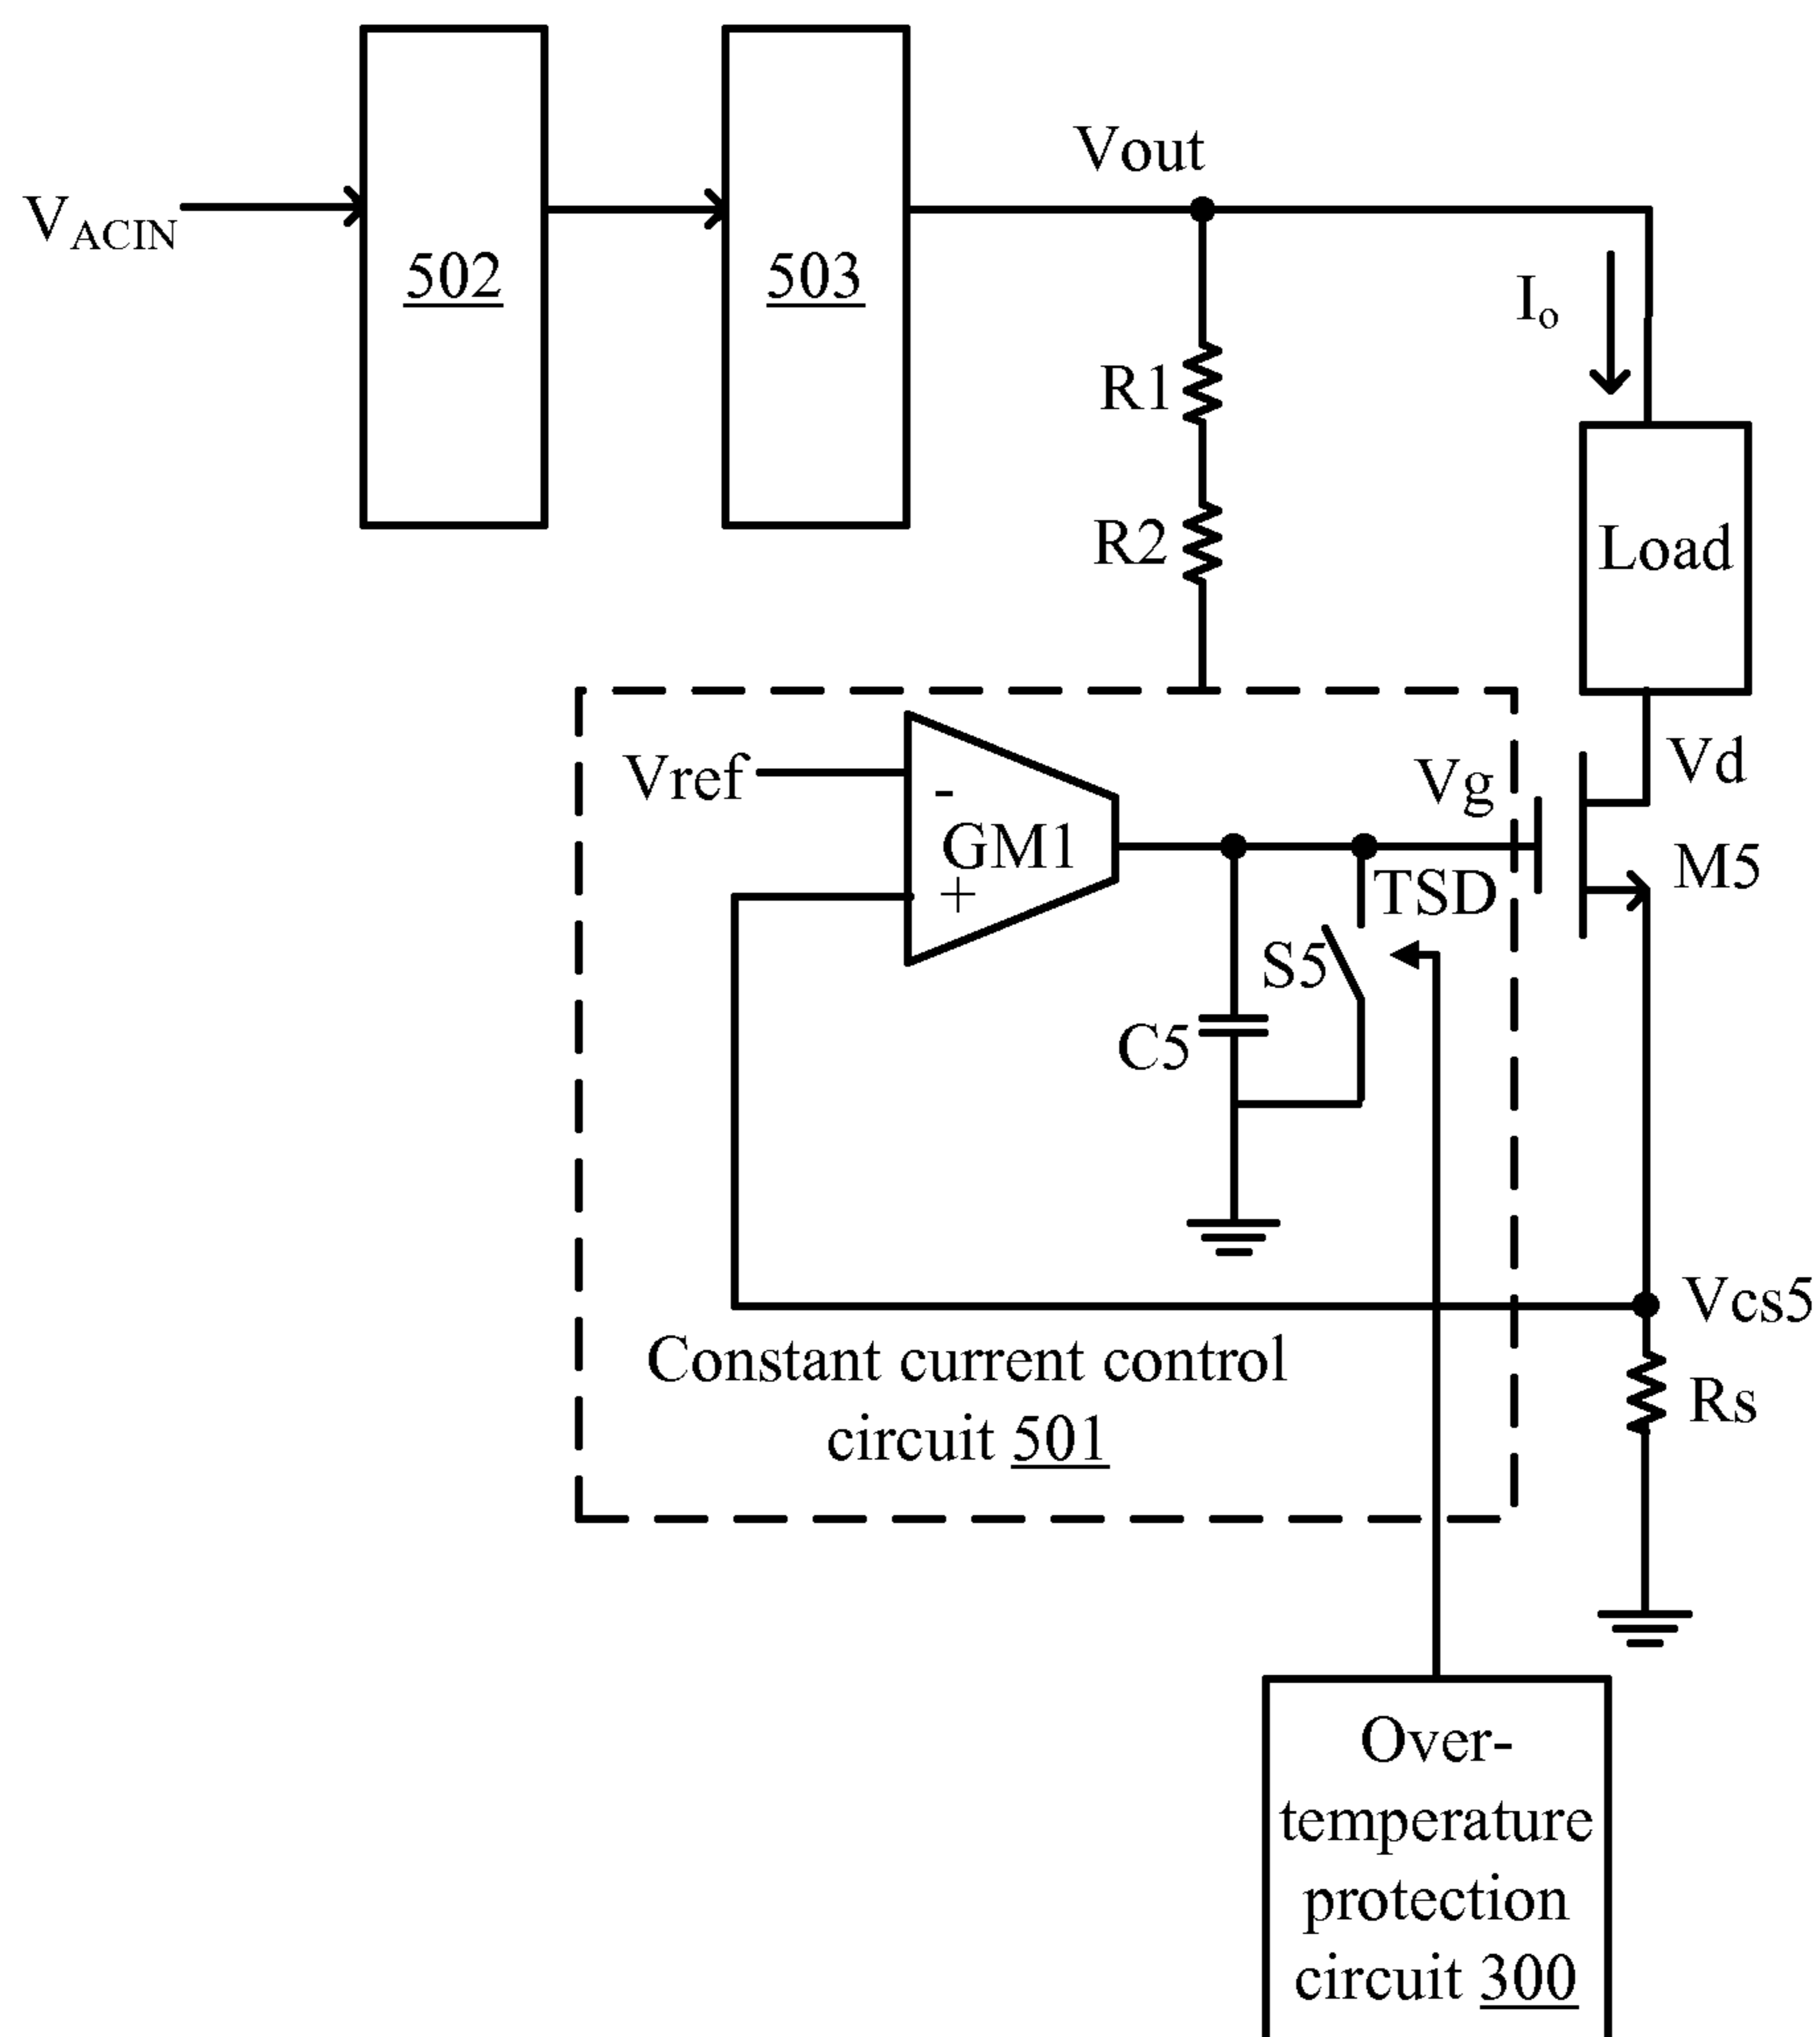 Vout
VACIN
502
503
Io
R1
R2
Load
Vref
-
GM1
+
Vg
Vd
M5
TSD
S5
C5
Vcs5
Constant current control
circuit 501
Rs
Over-
temperature
protection
circuit 300